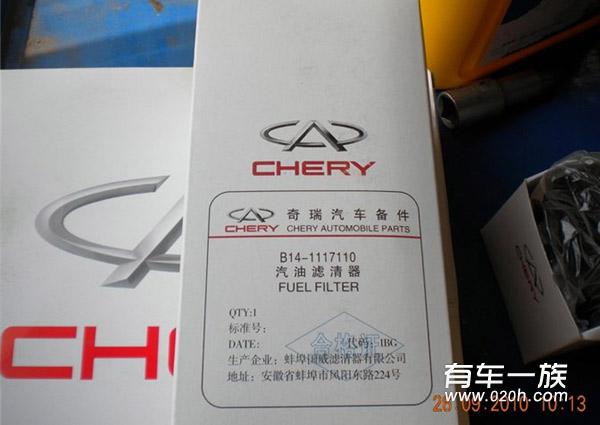 CHERY
CHERY
奇瑞汽车备件
CHERY AUTOMOBILE PARTS
B14-1117110
汽油滤清器
FUEL FILTER
QTY:1
标准号:
DATE: 代码: 1BG
合格证
生产企业: 蚌埠国威滤清器有限公司
地址: 安徽省蚌埠市凤阳东路224号
CH
有车一族
www.020h.com
26 09 2010 10:13